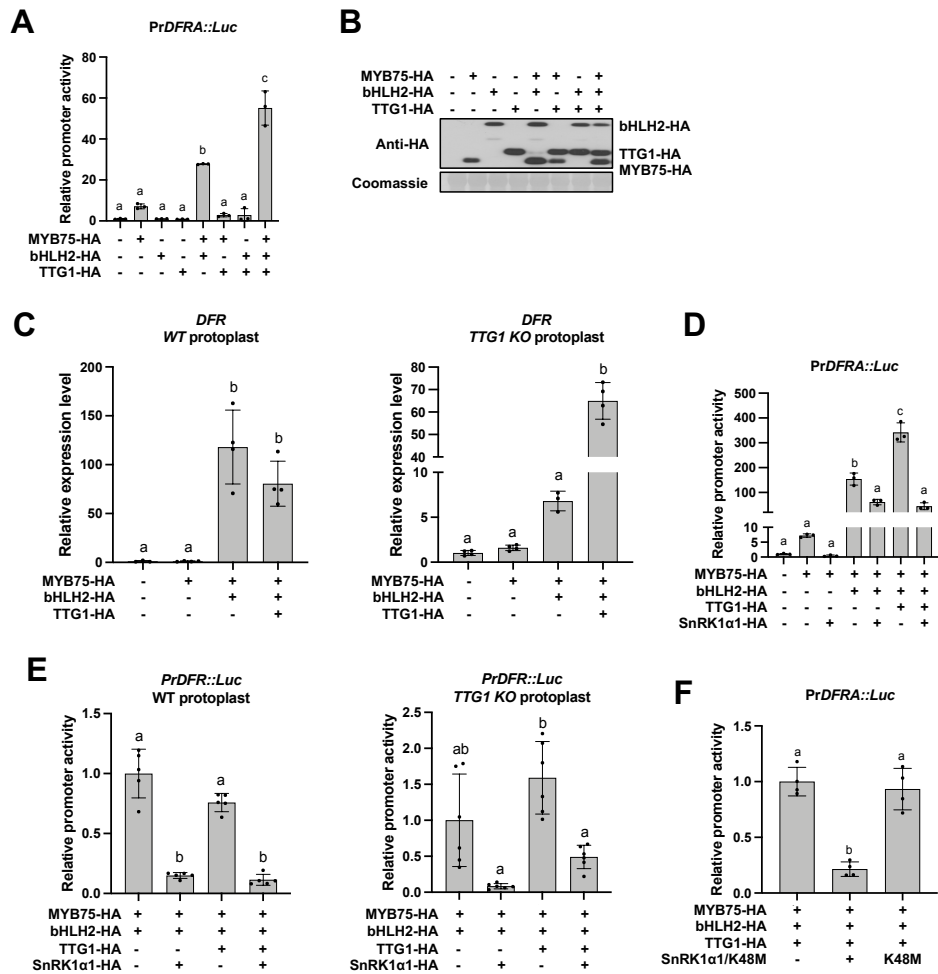 A
PrDFRA::Luc
Relative promoter activity
80
60
40
20
0
a a a a b a a c
MYB75-HA - + - - + + - +
bHLH2-HA - - + - + - + +
TTG1-HA - - - + - + + +
B
MYB75-HA - + - - + + - +
bHLH2-HA - - + - + - + +
TTG1-HA - - - + - + + +
Anti-HA
bHLH2-HA
TTG1-HA
MYB75-HA
Coomassie
C
DFR
WT protoplast
Relative expression level
200
150
100
50
0
a a b b
MYB75-HA - + + +
bHLH2-HA - - + +
TTG1-HA - - - +
DFR
TTG1 KO protoplast
Relative expression level
80
70
60
50
40
10
5
0
a a a b
MYB75-HA - + + +
bHLH2-HA - - + +
TTG1-HA - - - +
D
PrDFRA::Luc
Relative promoter activity
500
400
300
200
100
10
5
0
a a a b a c a
MYB75-HA - + + + + + +
bHLH2-HA - - - + + + +
TTG1-HA - - - - - + +
SnRK1α1-HA - - + - + - +
E
PrDFR::Luc
WT protoplast
Relative promoter activity
1.5
1.0
0.5
0.0
a b a b
MYB75-HA + + + +
bHLH2-HA + + + +
TTG1-HA - - + +
SnRK1α1-HA - + - +
PrDFR::Luc
TTG1 KO protoplast
Relative promoter activity
2.5
2.0
1.5
1.0
0.5
0.0
ab a b a
MYB75-HA + + + +
bHLH2-HA + + + +
TTG1-HA - - + +
SnRK1α1-HA - + - +
F
PrDFRA::Luc
Relative promoter activity
1.5
1.0
0.5
0.0
a b a
MYB75-HA + + +
bHLH2-HA + + +
TTG1-HA + + +
SnRK1α1/K48M - + K48M